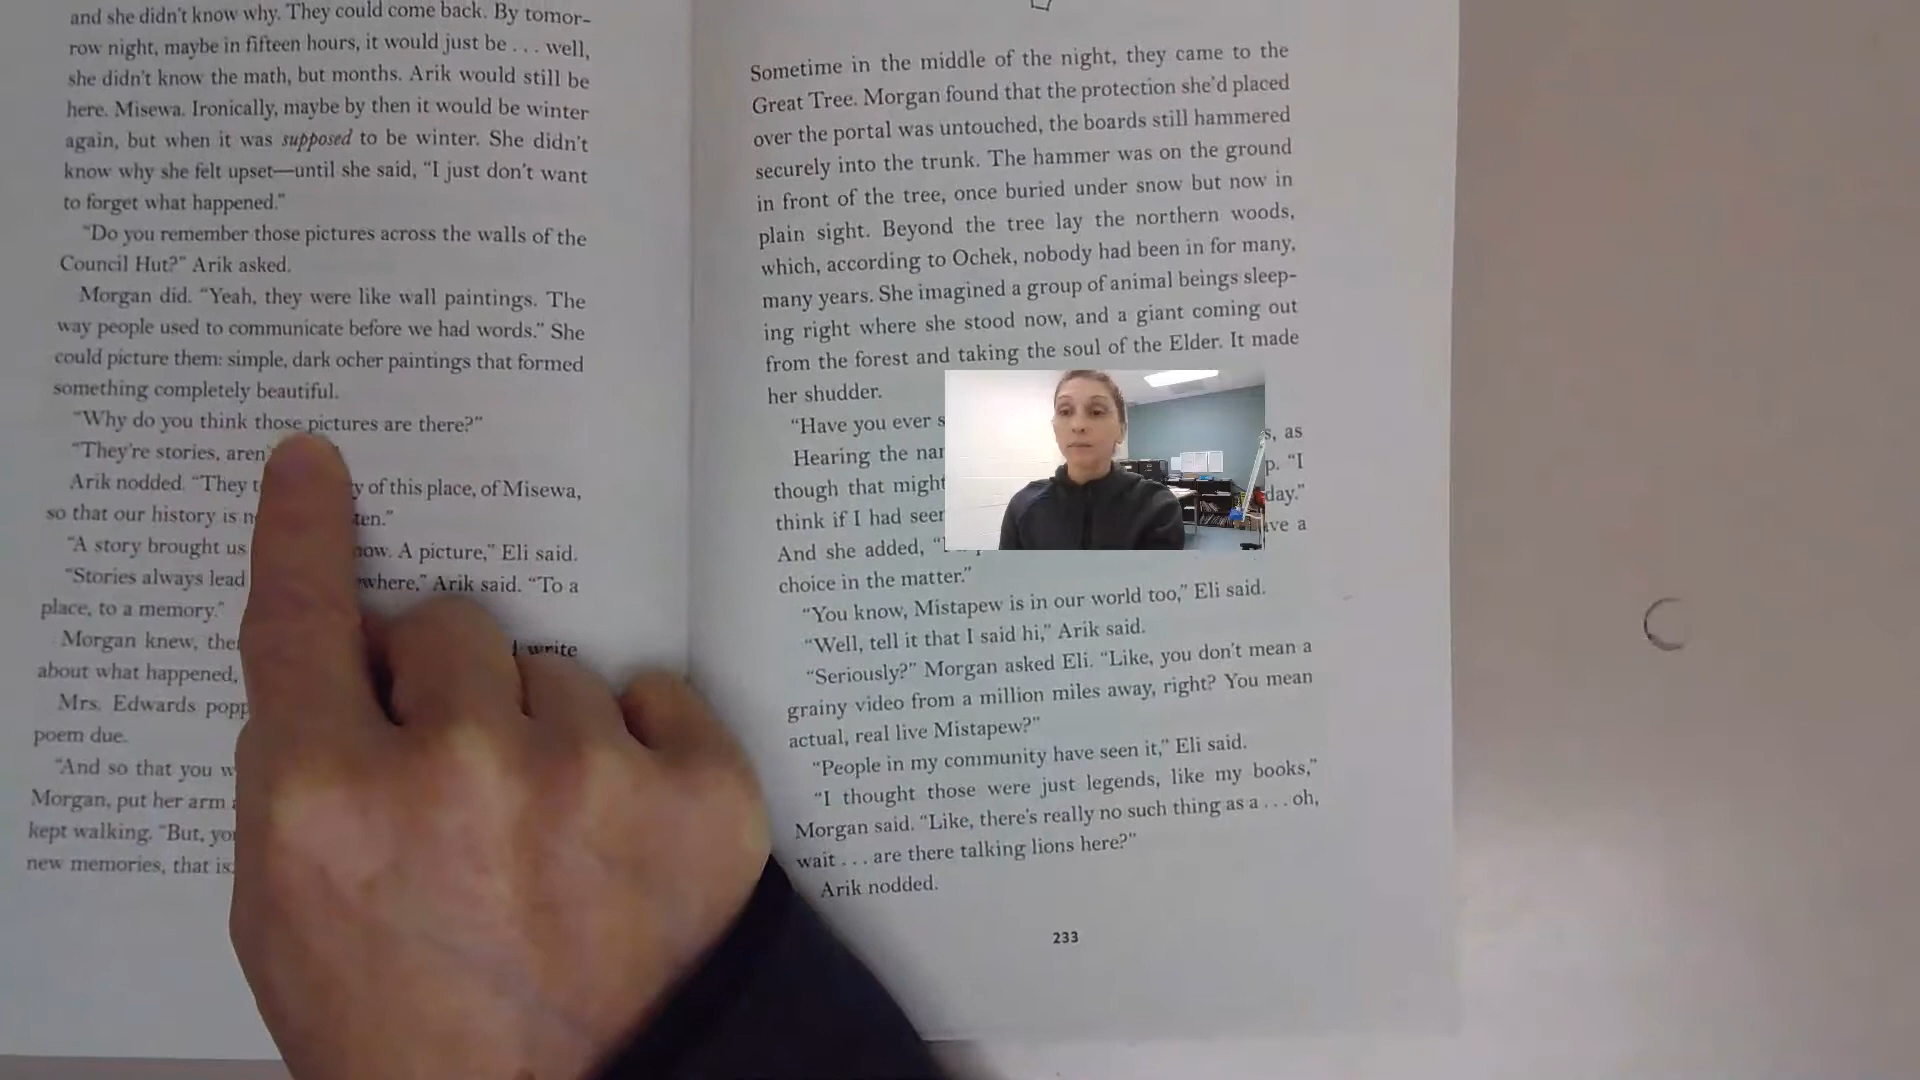 and she didn't know why. They could come back. By tomor-
row night, maybe in fifteen hours, it would just be . . . well,
she didn't know the math, but months. Arik would still be
here. Misewa. Ironically, maybe by then it would be winter
again, but when it was supposed to be winter. She didn't
know why she felt upset—until she said, “I just don't want
to forget what happened.”
“Do you remember those pictures across the walls of the
Council Hut?” Arik asked.
Morgan did. “Yeah, they were like wall paintings. The
way people used to communicate before we had words.” She
could picture them: simple, dark ocher paintings that formed
something completely beautiful.
“Why do you think those pictures are there?”
“They're stories,
Arik nodded. “They of this place, of Misewa,
so that our history is
“A story brought us A picture,” Eli said.
“Stories always lead Arik said. “To a
place, to a memory.”
Morgan knew, write
about what happened,
Mrs. Edwards
poem due.
“And so that you
Morgan, put her arm
kept walking. “But,
new memories, that
Sometime in the middle of the night, they came to the
Great Tree. Morgan found that the protection she'd placed
over the portal was untouched, the boards still hammered
securely into the trunk. The hammer was on the ground
in front of the tree, once buried under snow but now in
plain sight. Beyond the tree lay the northern woods,
which, according to Ochek, nobody had been in for many,
many years. She imagined a group of animal beings sleep-
ing right where she stood now, and a giant coming out
from the forest and taking the soul of the Elder. It made
her shudder.
“Have you ever
Hearing the as
though that might “I
think if I had day.”
And she added, a
choice in the matter.”
“You know, Mistapew is in our world too,” Eli said.
“Well, tell it that I said hi,” Arik said.
“Seriously?” Morgan asked Eli. “Like, you don't mean a
grainy video from a million miles away, right? You mean
actual, real live Mistapew?”
“People in my community have seen it,” Eli said.
“I thought those were just legends, like my books,”
Morgan said. “Like, there's really no such thing as a . . . oh,
wait . . . are there talking lions here?”
Arik nodded.
233